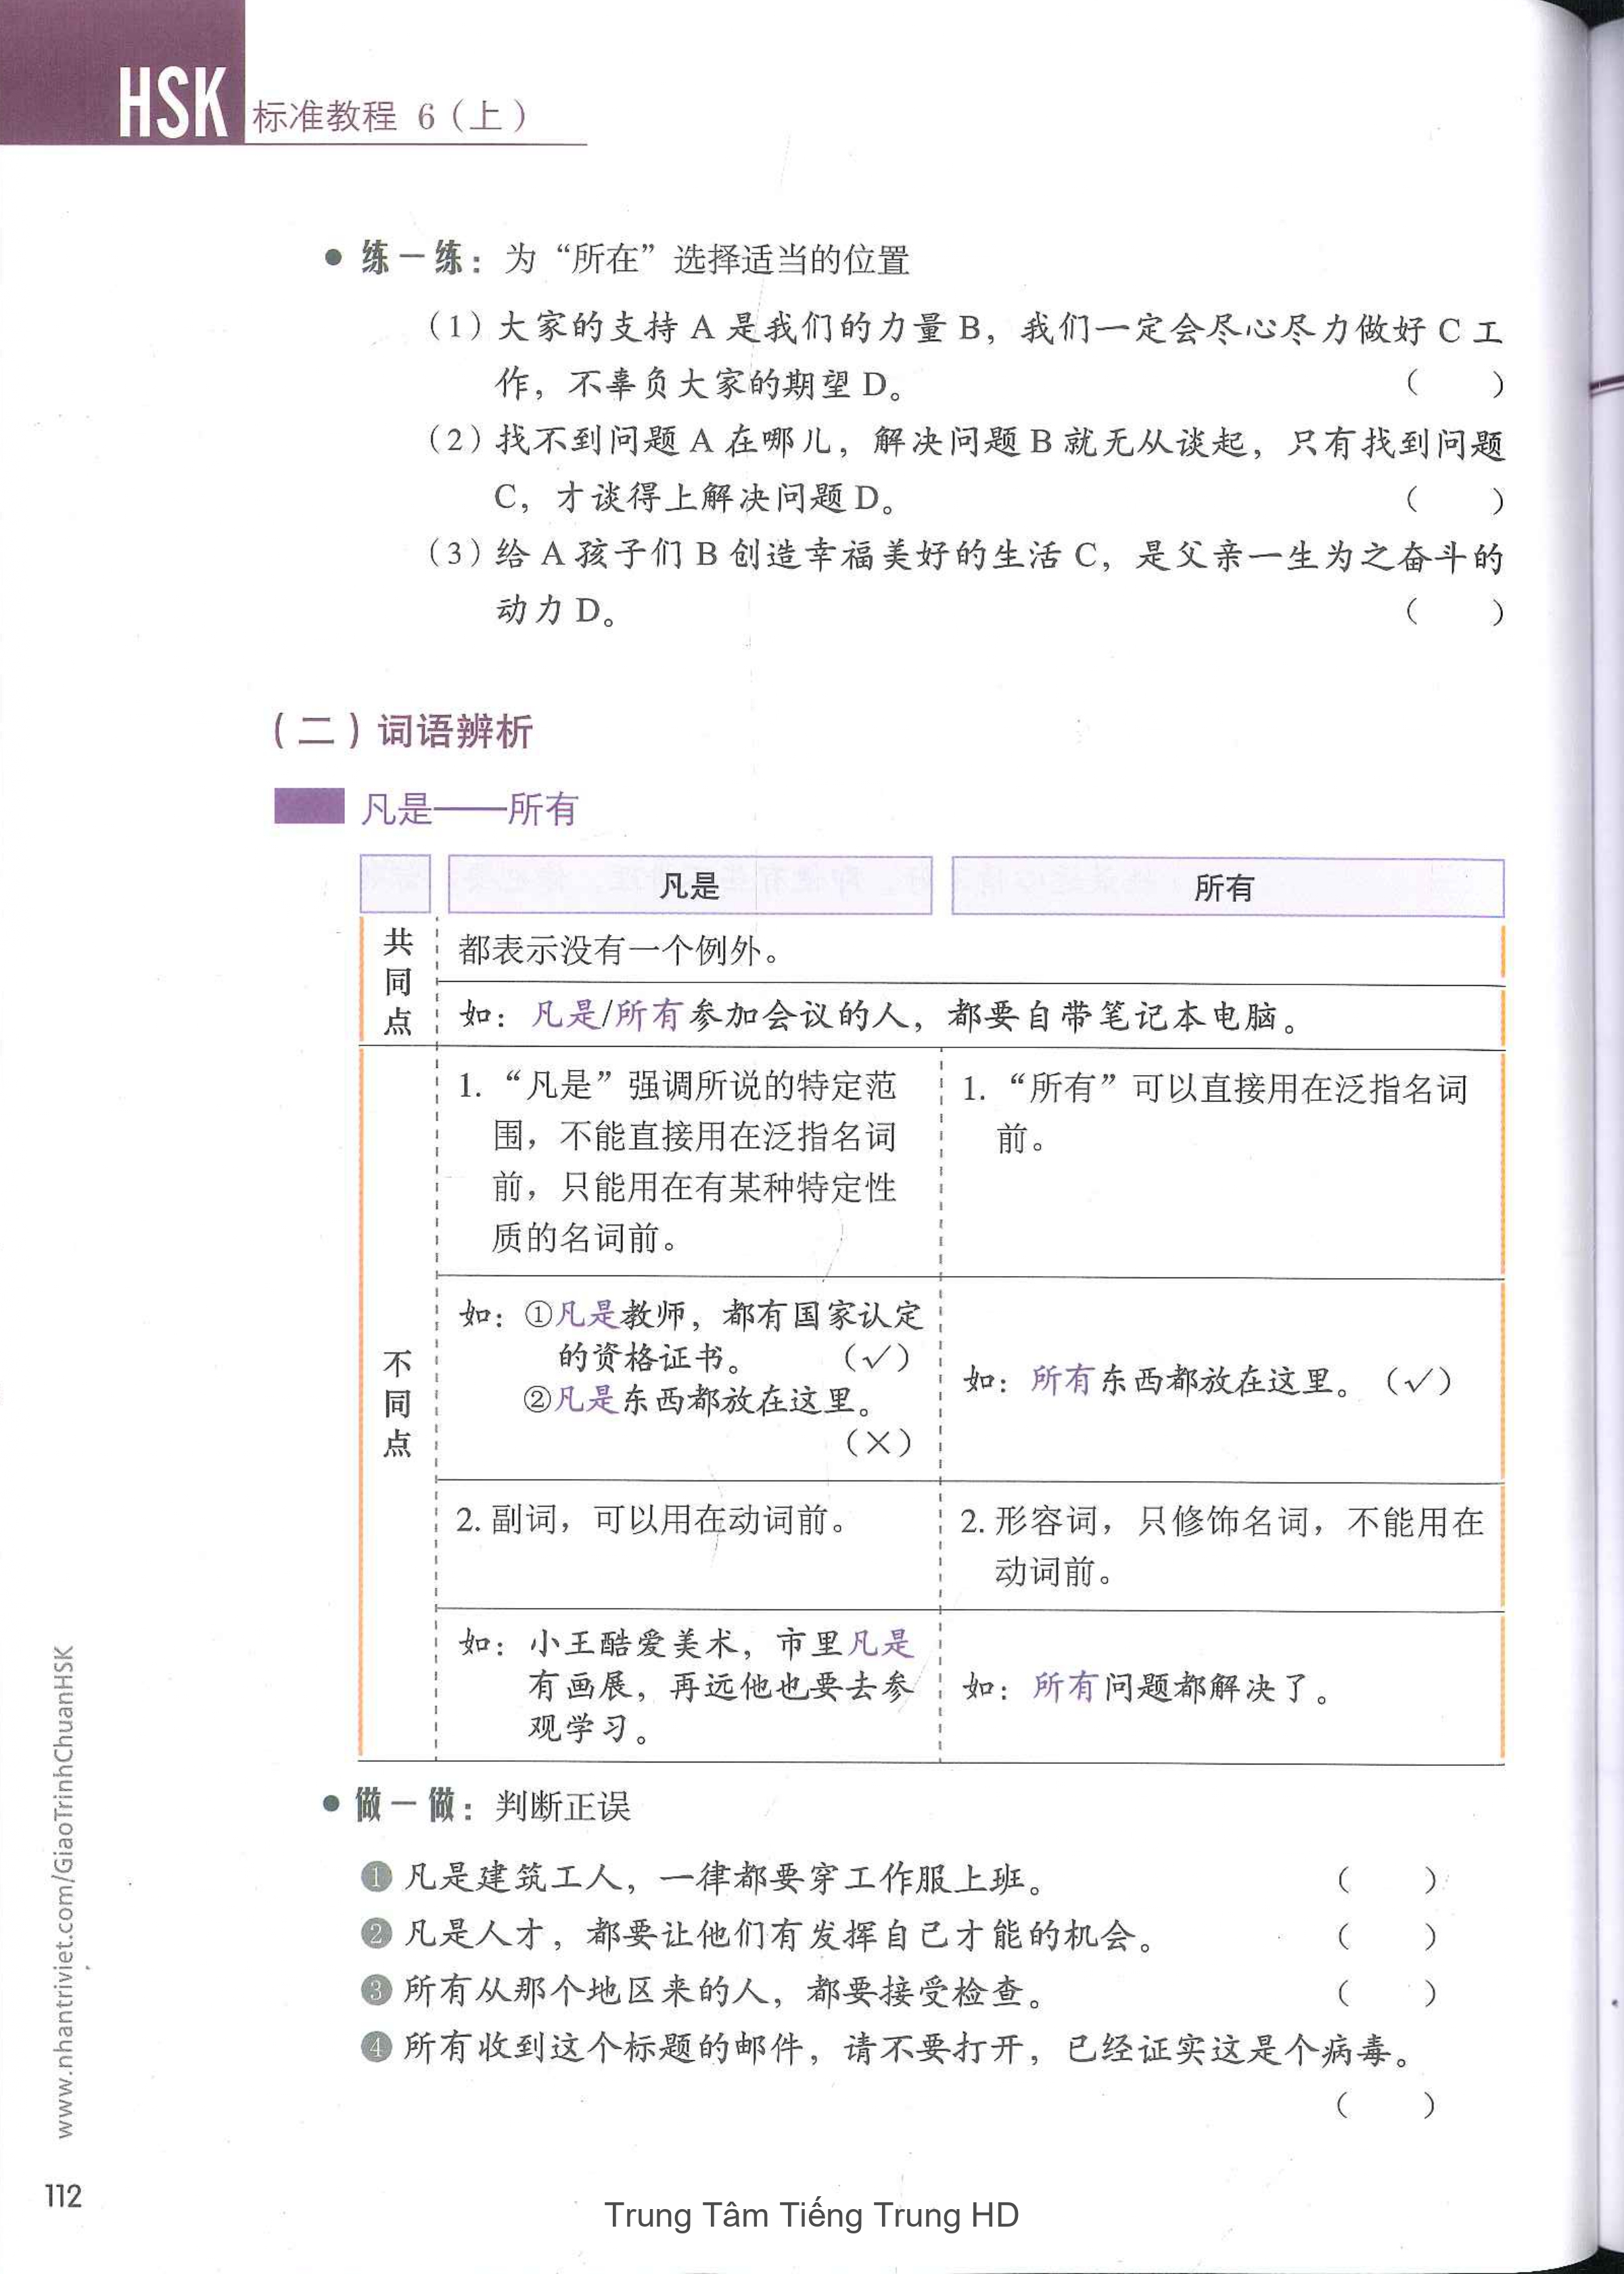 HSK 标准教程 6（上）
● 练一练：为“所在”选择适当的位置
（1）大家的支持 A 是我们的力量 B，我们一定会尽心尽力做好 C 工
作，不辜负大家的期望 D。 （ ）
（2）找不到问题 A 在哪儿，解决问题 B 就无从谈起，只有找到问题
C，才谈得上解决问题 D。 （ ）
（3）给 A 孩子们 B 创造幸福美好的生活 C，是父亲一生为之奋斗的
动力 D。 （ ）
（二）词语辨析
凡是——所有
凡是 所有
共同点
都表示没有一个例外。
如：凡是/所有参加会议的人，都要自带笔记本电脑。
不同点
1. “凡是”强调所说的特定范
围，不能直接用在泛指名词
前，只能用在有某种特定性
质的名词前。
1. “所有”可以直接用在泛指名词
前。
如：①凡是教师，都有国家认定
的资格证书。 （√）
②凡是东西都放在这里。
（×）
如：所有东西都放在这里。（√）
2. 副词，可以用在动词前。
2. 形容词，只修饰名词，不能用在
动词前。
如：小王酷爱美术，市里凡是
有画展，再远他也要去参
观学习。
如：所有问题都解决了。
● 做一做：判断正误
❶ 凡是建筑工人，一律都要穿工作服上班。 （ ）
❷ 凡是人才，都要让他们有发挥自己才能的机会。 （ ）
❸ 所有从那个地区来的人，都要接受检查。 （ ）
❹ 所有收到这个标题的邮件，请不要打开，已经证实这是个病毒。
（ ）
www.nhantriviet.com/GiaoTrinhChuanHSK
112
Trung Tâm Tiếng Trung HD